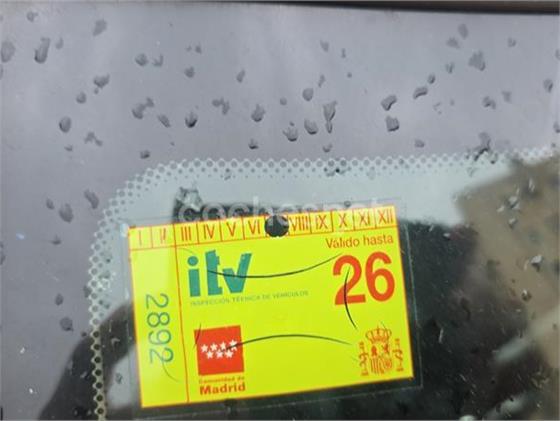 I II III IV V VI VIII IX X XI XII
Válido hasta
itv
26
INSPECCIÓN TÉCNICA DE VEHÍCULOS
2892
Comunidad de
Madrid